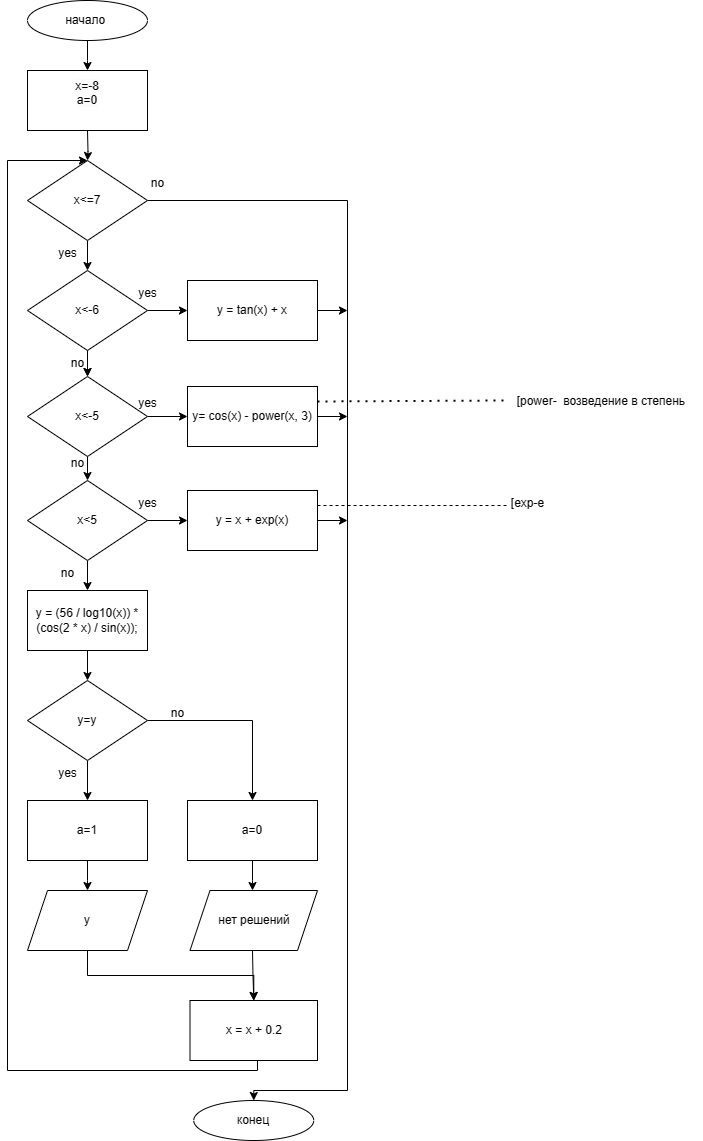 начало
x=-8
a=0
x<=7
no
yes
x<-6
yes
y = tan(x) + x
no
x<-5
yes
y= cos(x) - power(x, 3)
[power- возведение в степень
no
x<5
yes
y = x + exp(x)
[exp-e
no
y = (56 / log10(x)) *
(cos(2 * x) / sin(x));
y=y
no
yes
a=1
a=0
y
нет решений
x = x + 0.2
конец